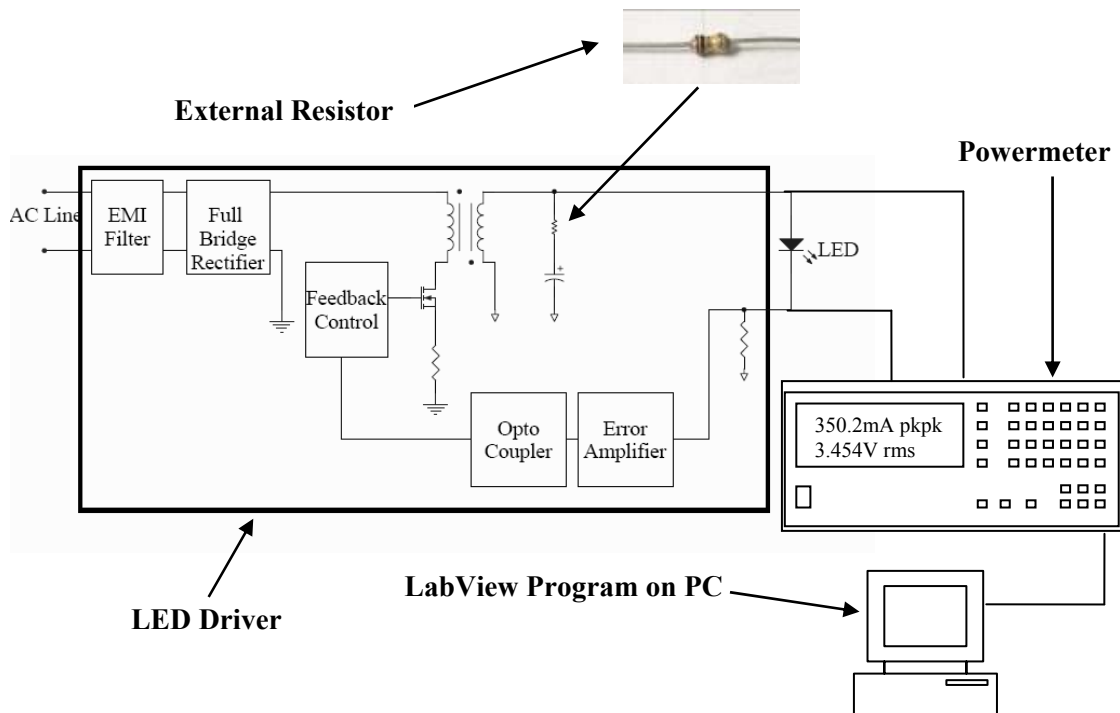 External Resistor
Powermeter
AC Line
EMI
Filter
Full
Bridge
Rectifier
LED
Feedback
Control
+
350.2mA pkpk
3.454V rms
Opto
Coupler
Error
Amplifier
LabView Program on PC
LED Driver